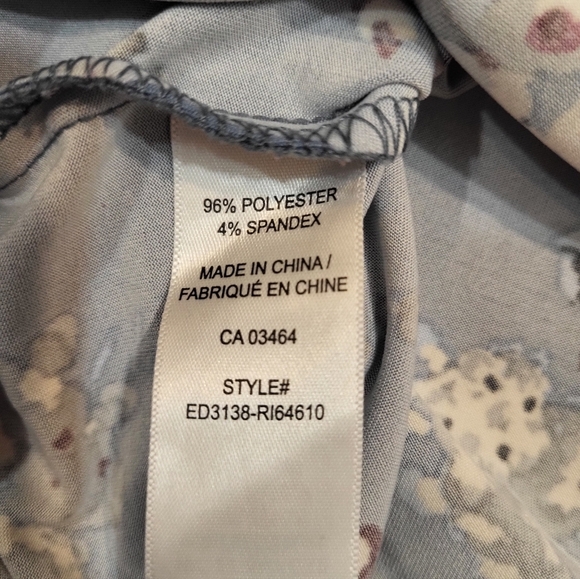 96% POLYESTER
4% SPANDEX
MADE IN CHINA /
FABRIQUÉ EN CHINE
CA 03464
STYLE#
ED3138-RI64610